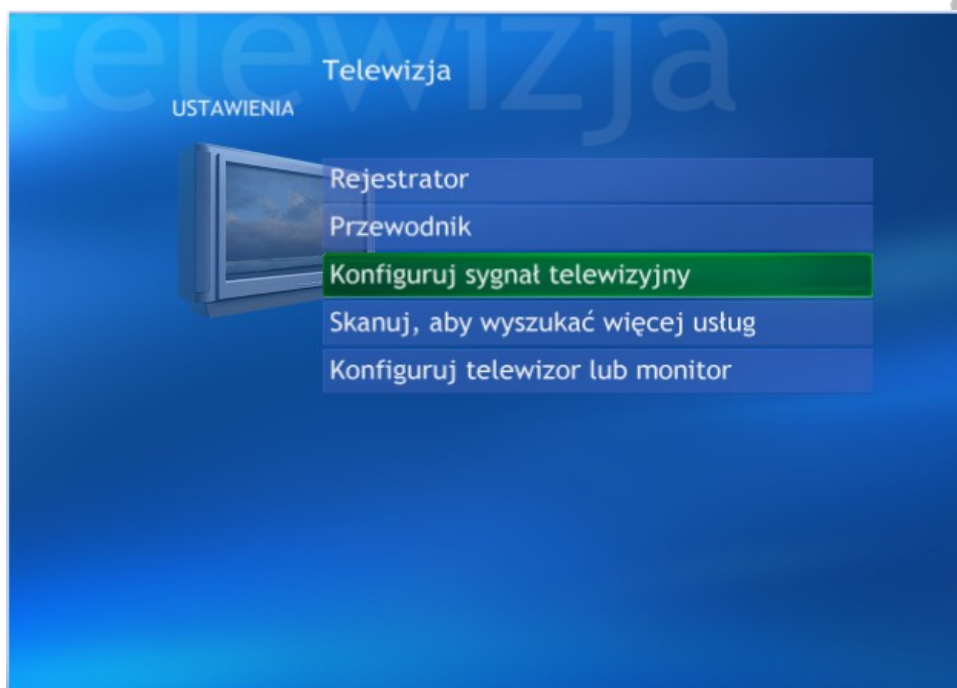 telewizja
Telewizja
USTAWIENIA
Rejestrator
Przewodnik
Konfiguruj sygnał telewizyjny
Skanuj, aby wyszukać więcej usług
Konfiguruj telewizor lub monitor